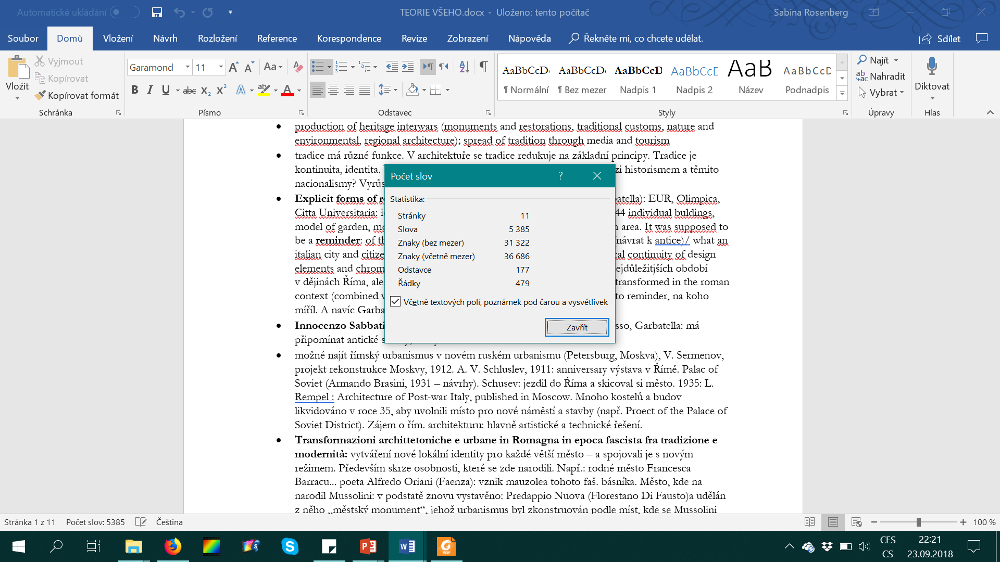 Automatické ukládání
TEORIE VŠEHO.docx - Uloženo: tento počítač
Sabina Rosenberg
Soubor Domů Vložení Návrh Rozložení Reference Korespondence Revize Zobrazení Nápověda Řekněte mi, co chcete udělat. Sdílet
Vložit
Vyjmout
Kopírovat
Kopírovat formát
Schránka
Garamond 11
Písmo
Odstavec
AaBbCcDc AaBbCcDc AaBbCcD AaBbCcD AaB AaBbCcD
¶ Normální ¶ Bez mezer Nadpis 1 Nadpis 2 Název Podnadpis
Styly
Najít
Nahradit
Vybrat
Úpravy
Diktovat
Hlas
• production of heritage interwars (monuments and restorations, traditional customs, nature and
environmental, regional architecture); spread of tradition through media and tourism
• tradice má různé funkce. V architektuře se tradice redukuje na základní principy. Tradice je
kontinuita, identita. zi historismem a těmito
nacionalismy? Vyrůs
• Explicit forms of re atella): EUR, Olimpica,
Citta Universitaria: 44 individual buldings,
model of garden, mo n area. It was supposed to
be a reminder: of th (návrat k antice)/ what an
italian city and citize al continuity of design
elements and chrom ejdůležitjších období
v dějinách Říma, ale transformed in the roman
context (combined v to reminder, na koho
míříl. A navíc Garba
• Innocenzo Sabbati sso, Garbatella: má
připomínat antické s
• možné najít římský urbanismus v novém ruském urbanismu (Petersburg, Moskva), V. Sermenov,
projekt rekonstrukce Moskvy, 1912. A. V. Schluslev, 1911: anniversary výstava v Římě. Palac of
Soviet (Armando Brasini, 1931 – návrhy). Schusev: jezdil do Říma a skicoval si město. 1935: L.
Rempel : Architecture of Post-war Italy, published in Moscow. Mnoho kostelů a budov
likvidováno v roce 35, aby uvolnili místo pro nové náměstí a stavby (např. Proect of the Palace of
Soviet District). Zájem o řím. architekturu: hlavně artistické a technické řešení.
• Transformazioni archittetoniche e urbane in Romagna in epoca fascista fra tradizione e
modernità: vytváření nové lokální identity pro každé větší město – a spojovali je s novým
režimem. Především skrze osobnosti, které se zde narodili. Např.: rodné město Francesca
Barracu... poeta Alfredo Oriani (Faenza): vznik mauzolea tohoto faš. básníka. Město, kde na
narodil Mussolini: v podstatě znovu vystavěno: Predappio Nuova (Florestano Di Fausto)a udělán
z něho „městský monument“, jehož urbanismus byl zkonstruován podle míst, kde se Mussolini
Počet slov ?
Statistika:
Stránky 11
Slova 5 385
Znaky (bez mezer) 31 322
Znaky (včetně mezer) 36 686
Odstavce 177
Řádky 479
Včetně textových polí, poznámek pod čarou a vysvětlivek
Zavřít
Stránka 1 z 11 Počet slov: 5385 Čeština 100 %
CES
CS
22:21
23.09.2018